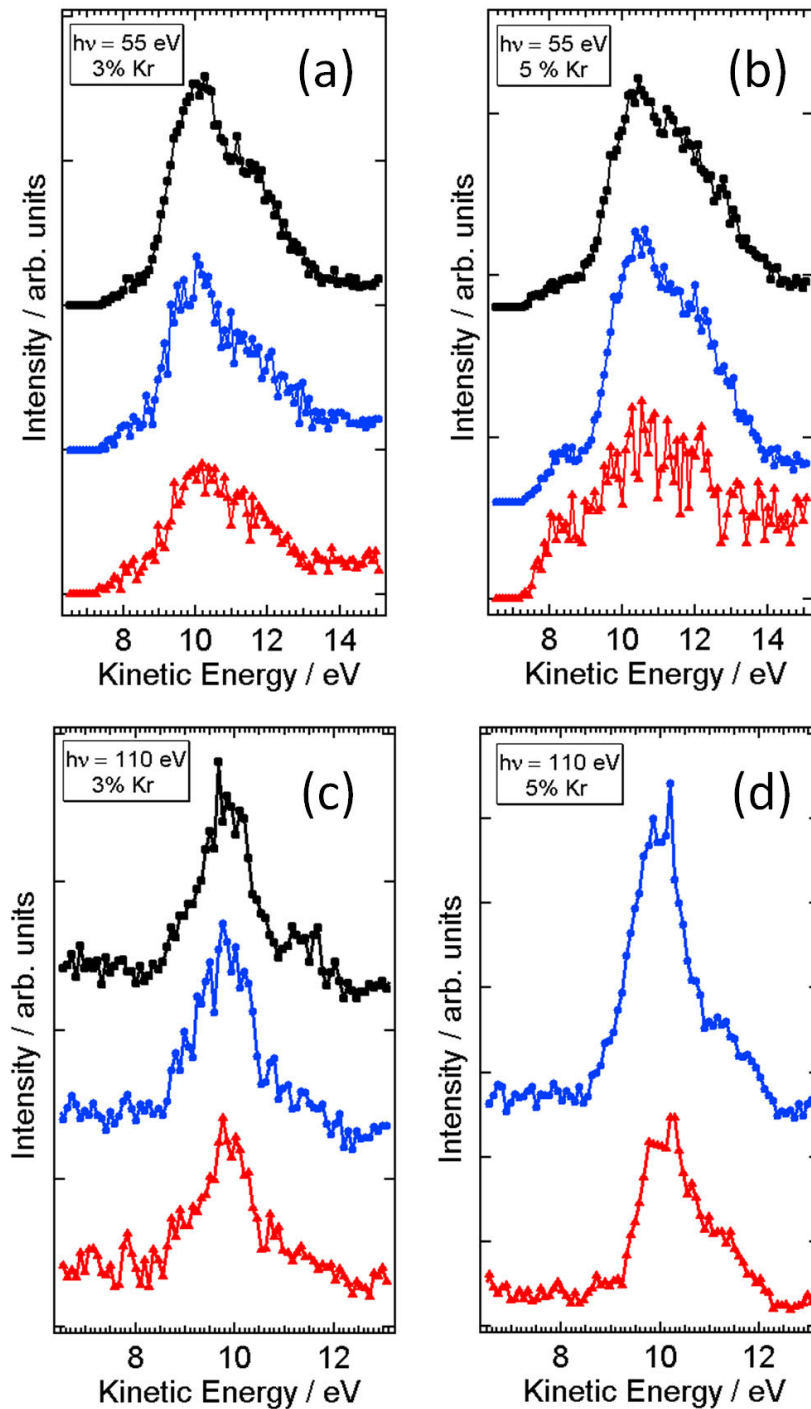 hν = 55 eV
3% Kr
(a)
Intensity / arb. units
8 10 12 14
Kinetic Energy / eV
hν = 55 eV
5 % Kr
(b)
Intensity / arb. units
8 10 12 14
Kinetic Energy / eV
hν = 110 eV
3% Kr
(c)
Intensity / arb. units
8 10 12
Kinetic Energy / eV
hν = 110 eV
5% Kr
(d)
Intensity / arb. units
8 10 12
Kinetic Energy / eV